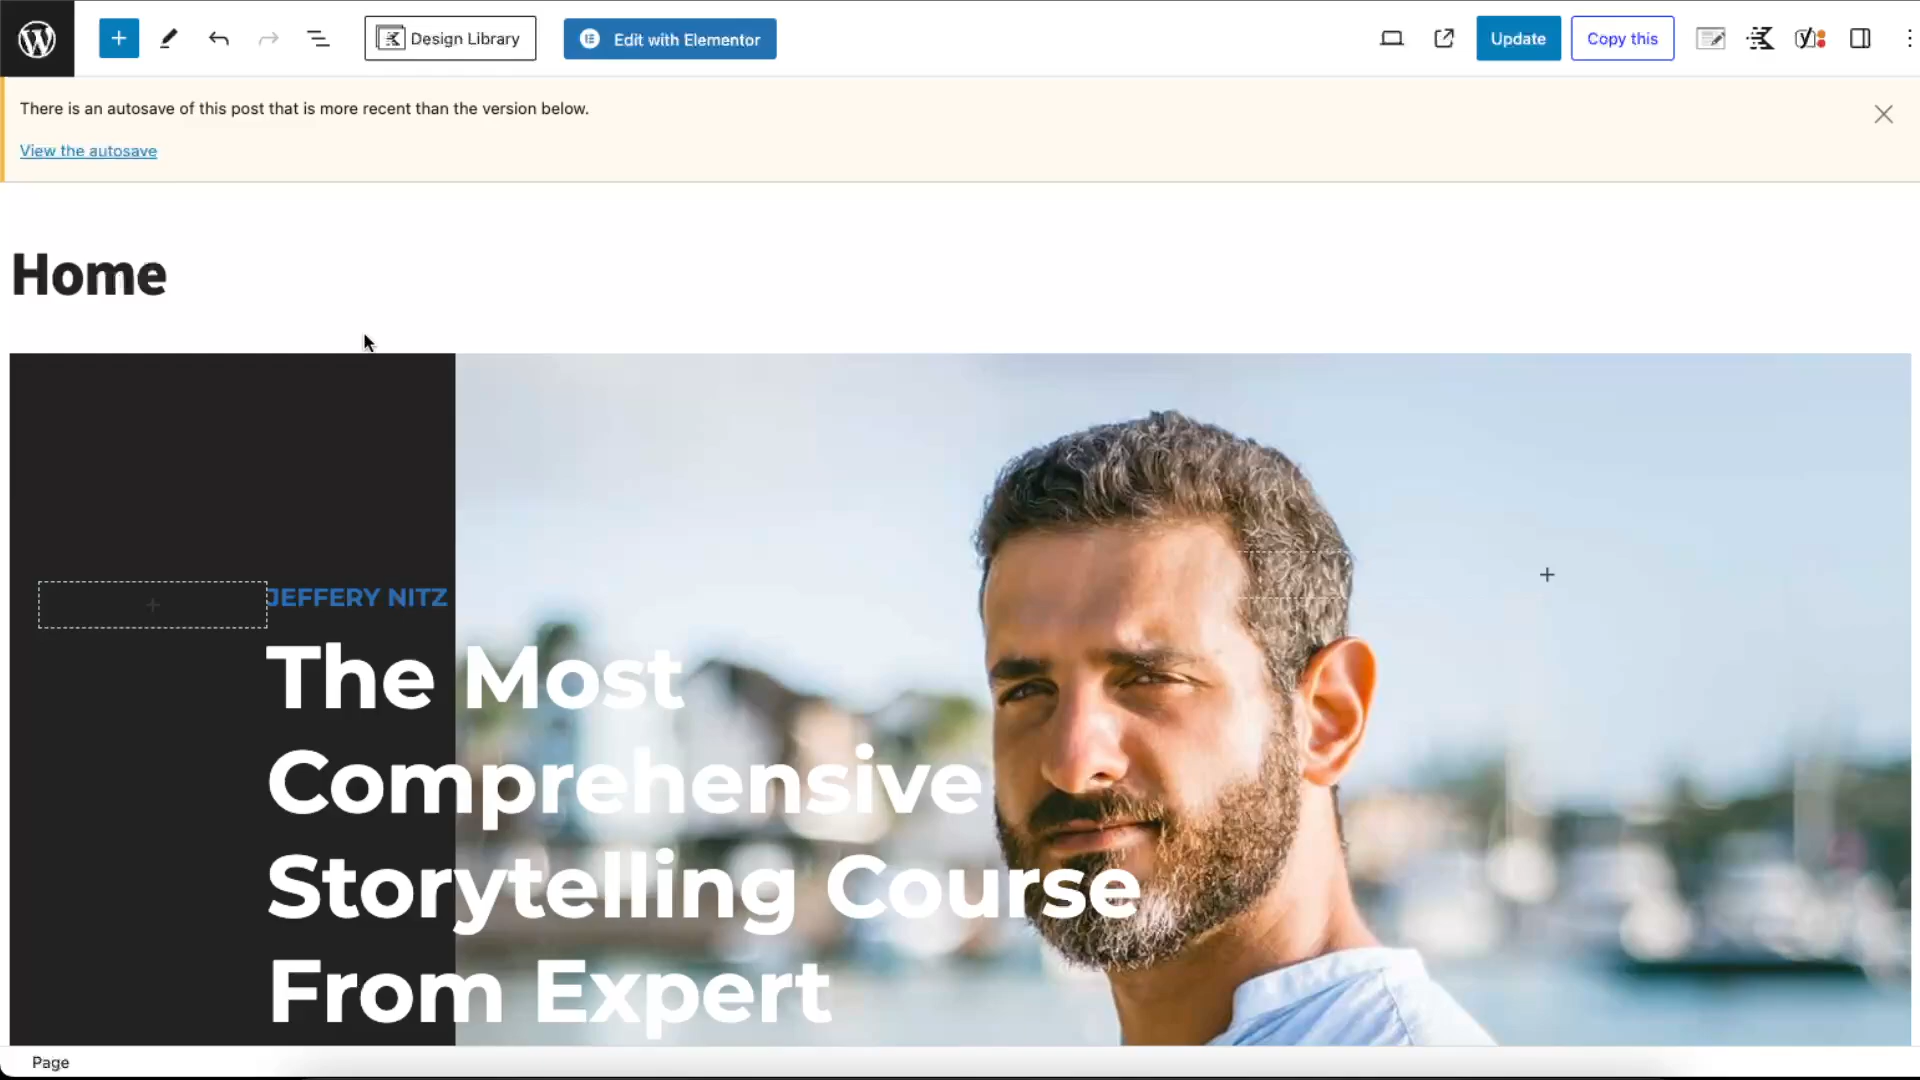 Design Library
Edit with Elementor
Update
Copy this
There is an autosave of this post that is more recent than the version below.
View the autosave
Home
JEFFERY NITZ
The Most
Comprehensive
Storytelling Course
From Expert
Page